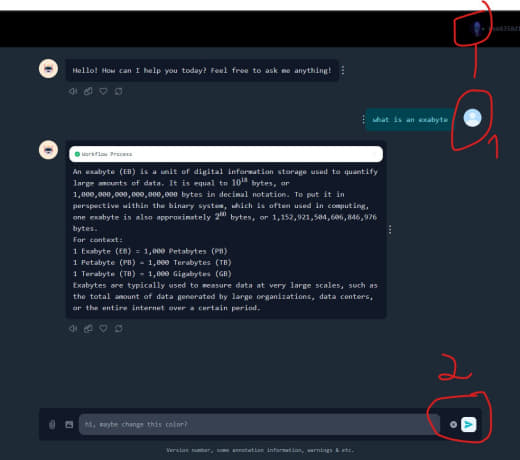 Hello! How can I help you today? Feel free to ask me anything!
what is an exabyte
1
Workflow Process
An exabyte (EB) is a unit of digital information storage used to quantify
large amounts of data. It is equal to 10¹⁸ bytes, or
1,000,000,000,000,000,000 bytes in decimal notation. To put it in
perspective within the binary system, which is often used in computing,
one exabyte is also approximately 2⁶⁰ bytes, or 1,152,921,504,606,846,976
bytes.
For context:
1 Exabyte (EB) = 1,000 Petabytes (PB)
1 Petabyte (PB) = 1,000 Terabytes (TB)
1 Terabyte (TB) = 1,000 Gigabytes (GB)
Exabytes are typically used to measure data at very large scales, such as
the total amount of data generated by large organizations, data centers,
or the entire internet over a certain period.
2
hi, maybe change this color?
Version number, some annotation information, warnings & etc.